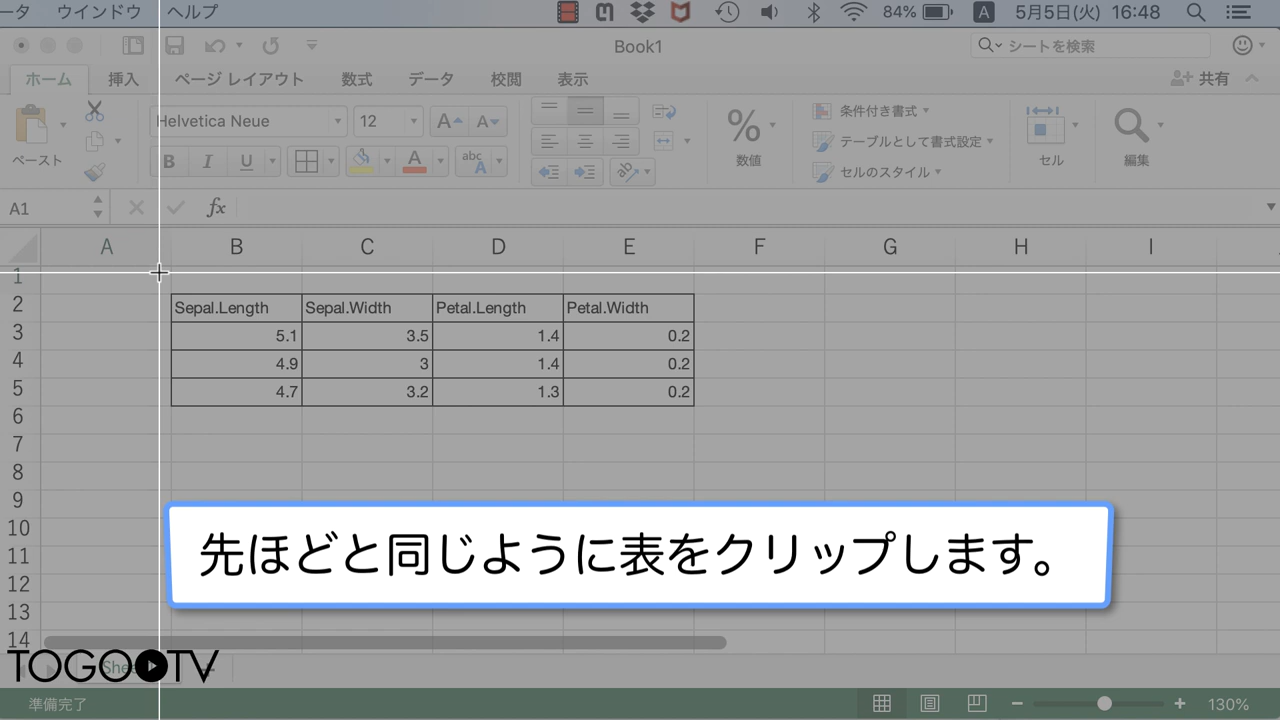 ータ ウインドウ ヘルプ 84% A 5月5日(火) 16:48
Book1 シートを検索
ホーム 挿入 ページ レイアウト 数式 データ 校閲 表示 共有
Helvetica Neue 12 A A % 条件付き書式
テーブルとして書式設定
ペースト B I U A abc A 数値 セルのスタイル セル 編集
A1 fx
A B C D E F G H I
1
2 Sepal.Length Sepal.Width Petal.Length Petal.Width
3 5.1 3.5 1.4 0.2
4 4.9 3 1.4 0.2
5 4.7 3.2 1.3 0.2
6
7
8
9
10
11
12
13
14
先ほどと同じように表をクリップします。
TOGO TV
準備完了 130%